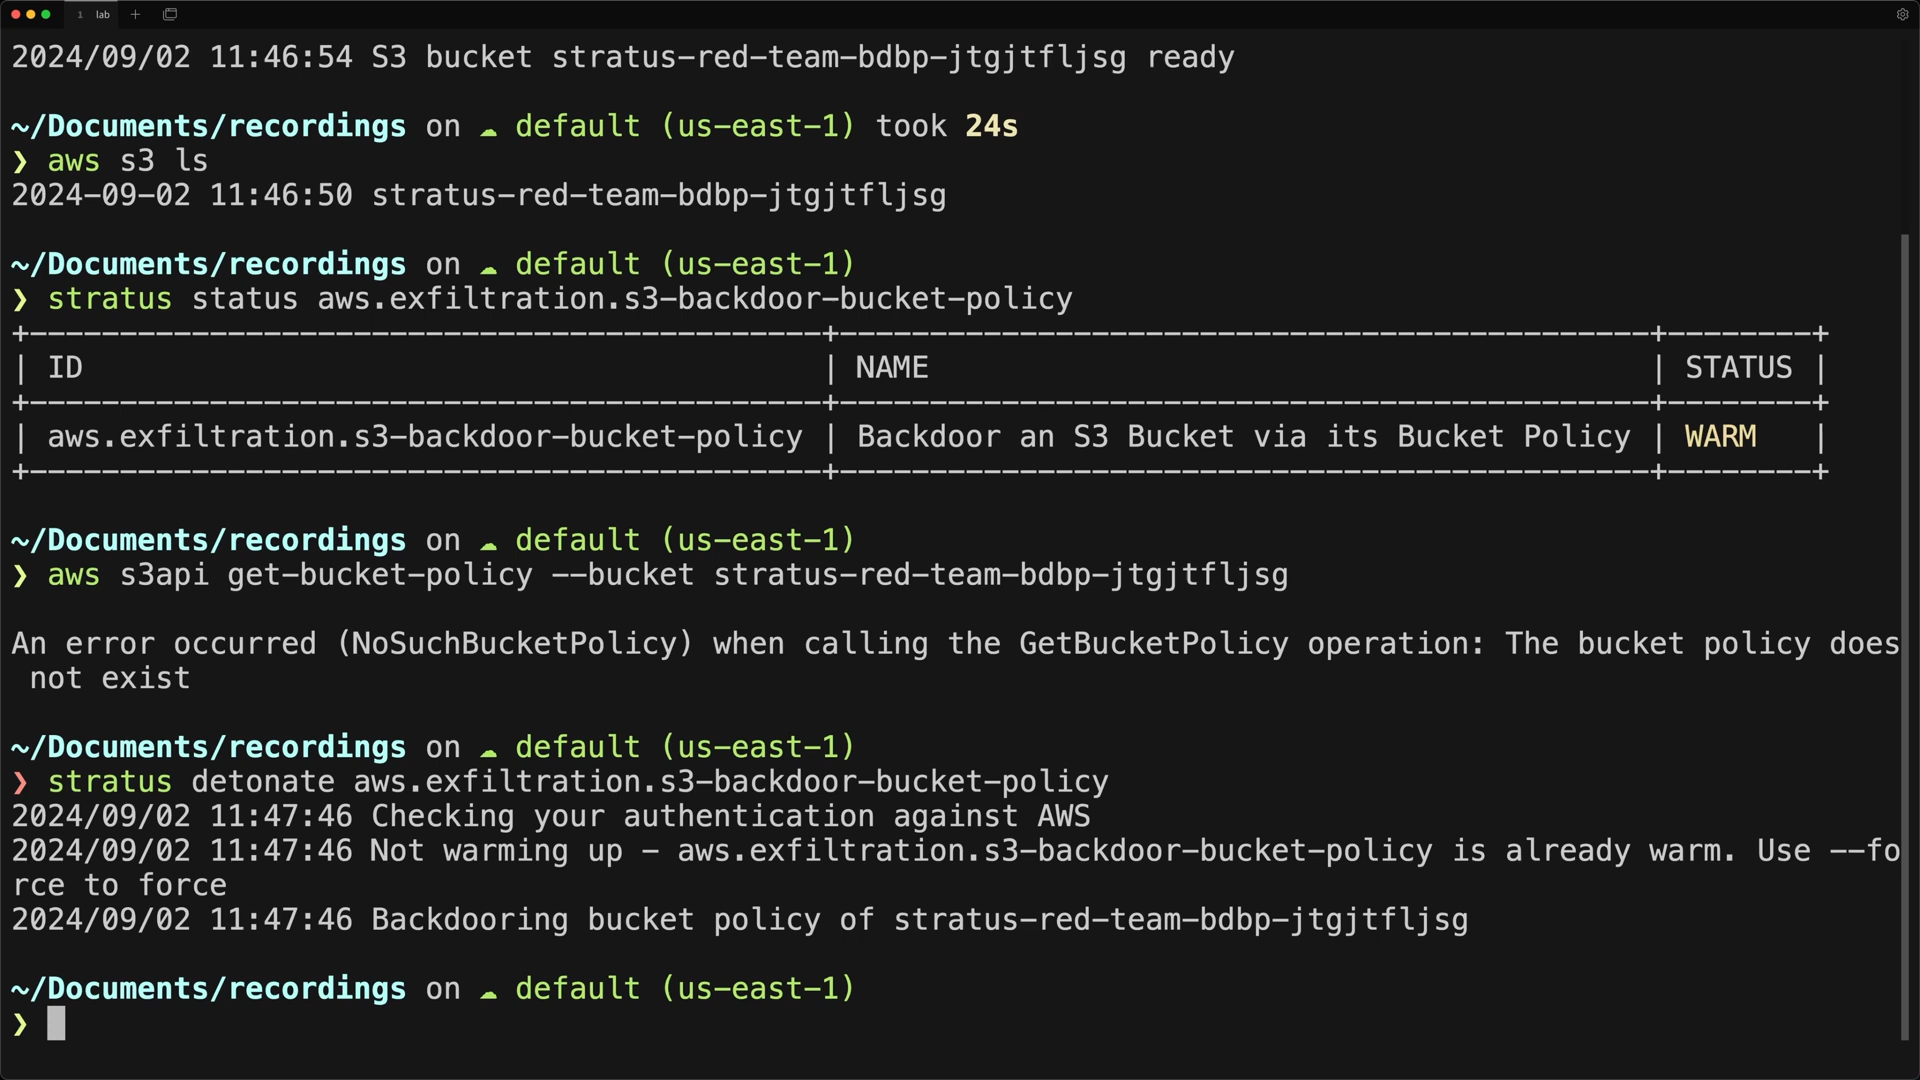 1 lab
2024/09/02 11:46:54 S3 bucket stratus-red-team-bdbp-jtgjtfljsg ready
~/Documents/recordings on ☁ default (us-east-1) took 24s
❯ aws s3 ls
2024-09-02 11:46:50 stratus-red-team-bdbp-jtgjtfljsg
~/Documents/recordings on ☁ default (us-east-1)
❯ stratus status aws.exfiltration.s3-backdoor-bucket-policy
+---------------------------------------------+----------------------------------------------+--------+
| ID | NAME | STATUS |
+---------------------------------------------+----------------------------------------------+--------+
| aws.exfiltration.s3-backdoor-bucket-policy | Backdoor an S3 Bucket via its Bucket Policy | WARM |
+---------------------------------------------+----------------------------------------------+--------+
~/Documents/recordings on ☁ default (us-east-1)
❯ aws s3api get-bucket-policy --bucket stratus-red-team-bdbp-jtgjtfljsg
An error occurred (NoSuchBucketPolicy) when calling the GetBucketPolicy operation: The bucket policy does
not exist
~/Documents/recordings on ☁ default (us-east-1)
❯ stratus detonate aws.exfiltration.s3-backdoor-bucket-policy
2024/09/02 11:47:46 Checking your authentication against AWS
2024/09/02 11:47:46 Not warming up - aws.exfiltration.s3-backdoor-bucket-policy is already warm. Use --fo
rce to force
2024/09/02 11:47:46 Backdooring bucket policy of stratus-red-team-bdbp-jtgjtfljsg
~/Documents/recordings on ☁ default (us-east-1)
❯